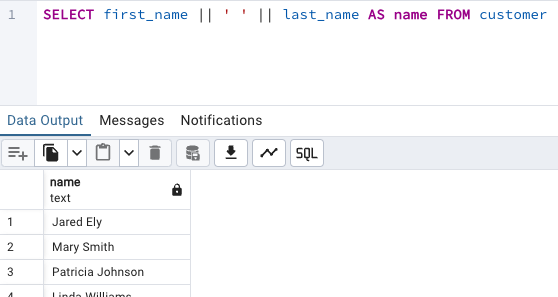 1 SELECT first_name || ' ' || last_name AS name FROM customer
Data Output Messages Notifications
SQL
name
text
1 Jared Ely
2 Mary Smith
3 Patricia Johnson
4 Linda Williams